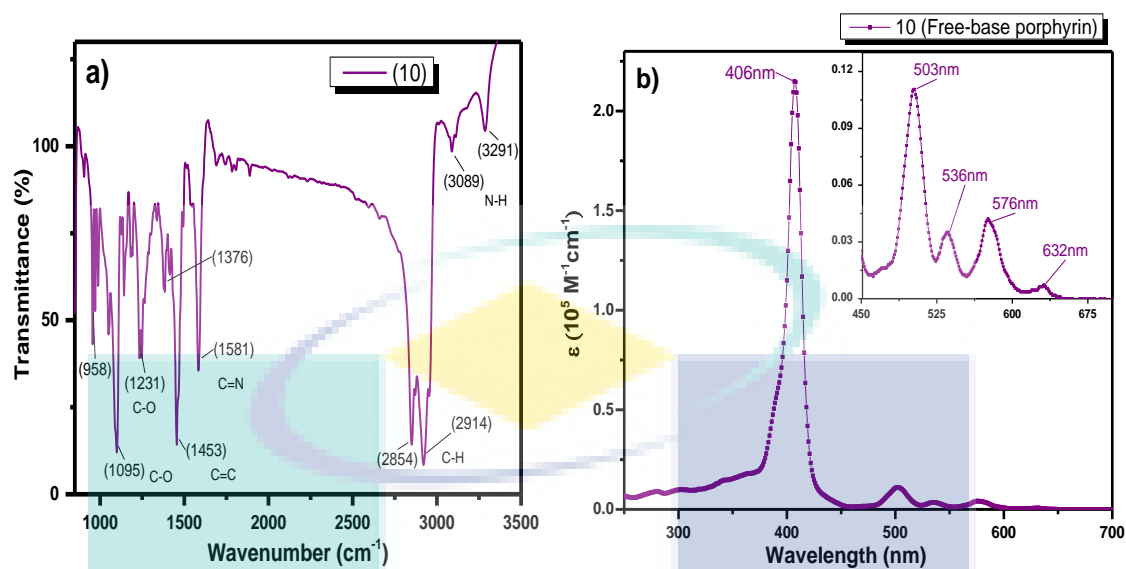 a)
(10)
Transmittance (%)
100
50
0
(958)
(1095)
C-O
(1231)
C-O
(1376)
(1453)
C=C
(1581)
C=N
(2854)
(2914)
C-H
(3089)
(3291)
N-H
1000
1500
2000
2500
3000
3500
Wavenumber (cm-1)
10 (Free-base porphyrin)
b)
406nm
ε (10⁵ M⁻¹cm⁻¹)
2.0
1.5
1.0
0.5
0.0
300
400
500
600
700
Wavelength (nm)
0.12
0.09
0.06
0.03
0.00
503nm
536nm
576nm
632nm
450
525
600
675